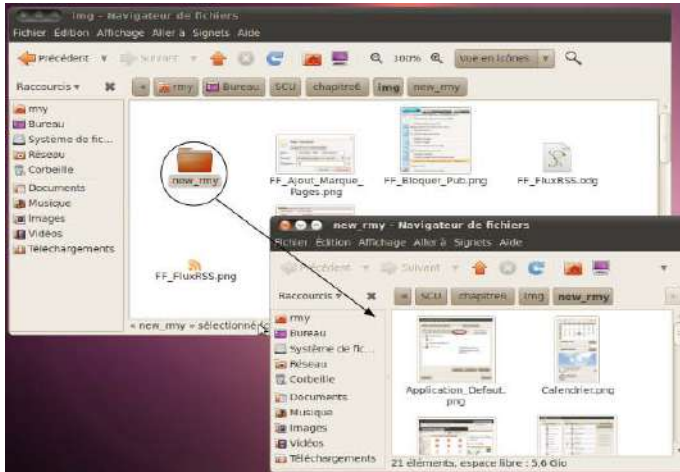 img - Navigateur de fichiers
Fichier Édition Affichage Aller à Signets Aide
Précédent Suivant 100% Vue en icônes
Raccourcis rmy Bureau SCU chapitre6 img new_rmy
rmy
Bureau
Système de fic...
Réseau
Corbeille
Documents
Musique
Images
Vidéos
Téléchargements
new_rmy
FF_Ajout_Marque_
Pages.png
FF_Bloquer_Pub.png
FF_FluxRSS.odg
FF_FluxRSS.png
« new_rmy » sélectionné
new_rmy - Navigateur de fichiers
Fichier Édition Affichage Aller à Signets Aide
Précédent Suivant
Raccourcis SCU chapitre6 img new_rmy
rmy
Bureau
Système de fic...
Réseau
Corbeille
Documents
Musique
Images
Vidéos
Téléchargements
Application_Defaut.
png
Calendrier.png
21 éléments, espace libre : 5,6 Gio